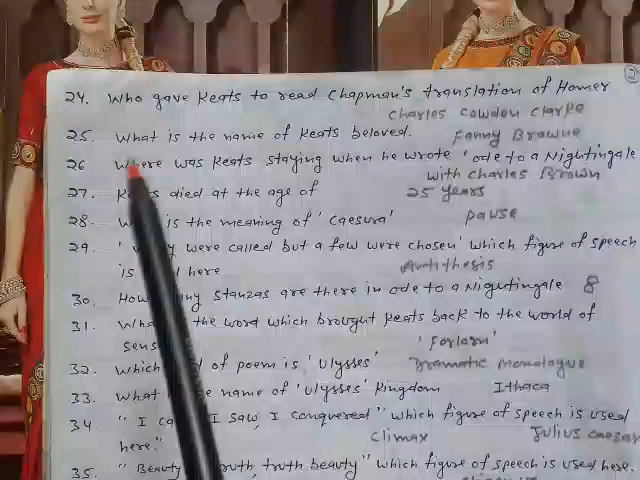 2
24. Who gave Keats to read Chapman's translation of Homer
Charles Cowdon Clarke
25. What is the name of Keats beloved. Fanny Browne
26 Where was Keats staying when he wrote 'ode to a Nightingale
with Charles Brown
27. died at the age of 25 years
28. is the meaning of 'Caesura' pause
29. were called but a few were chosen' which figure of speech
is here Antithesis
30. How stanzas are there in ode to a Nightingale 8
31. the word which brought Keats back to the world of
'Forlorn'
32. Which of poem is 'Ulysses' Dramatic Monologue
33. What name of 'Ulysses' Kingdom Ithaca
34. "I I saw, I conquered" which figure of speech is used
here." Climax Julius Caesar
35. "Beauty truth beauty" which figure of speech is used here.